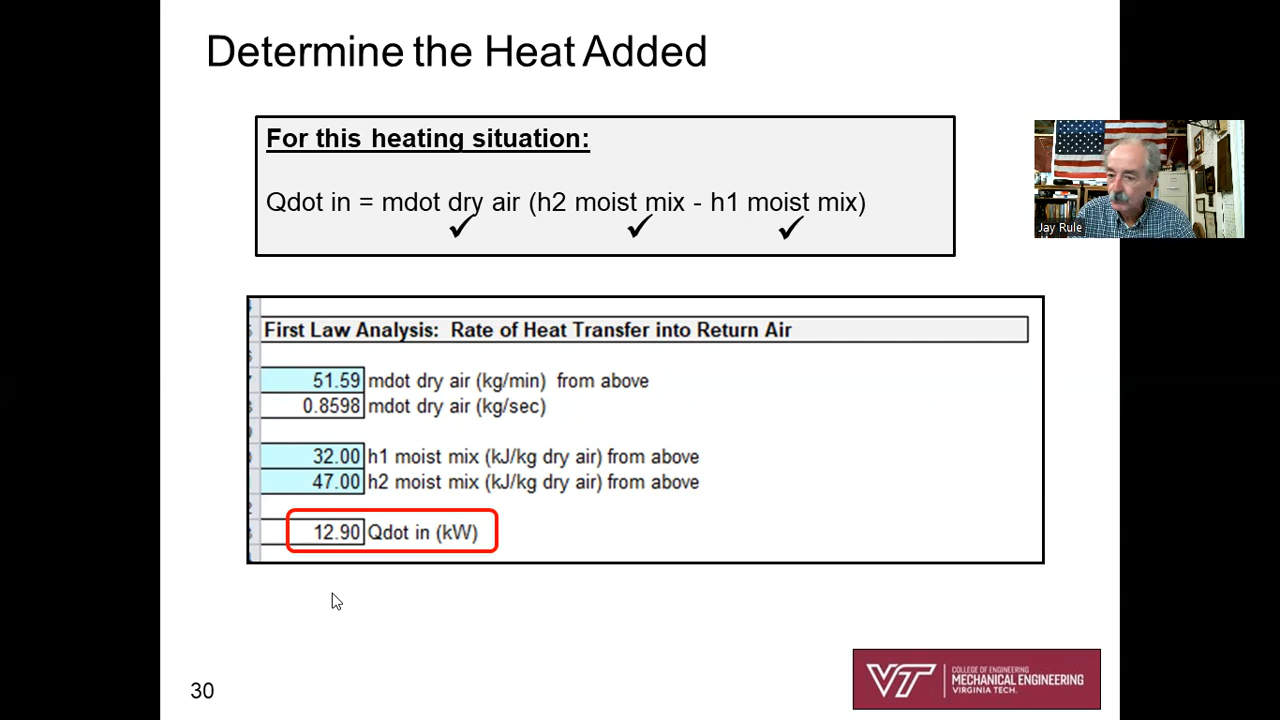 Determine the Heat Added
For this heating situation:
Qdot in = mdot dry air (h2 moist mix - h1 moist mix)
Jay Rule
First Law Analysis: Rate of Heat Transfer into Return Air
51.59 mdot dry air (kg/min) from above
0.8598 mdot dry air (kg/sec)
32.00 h1 moist mix (kJ/kg dry air) from above
47.00 h2 moist mix (kJ/kg dry air) from above
12.90 Qdot in (kW)
30
VT
COLLEGE OF ENGINEERING
MECHANICAL ENGINEERING
VIRGINIA TECH.